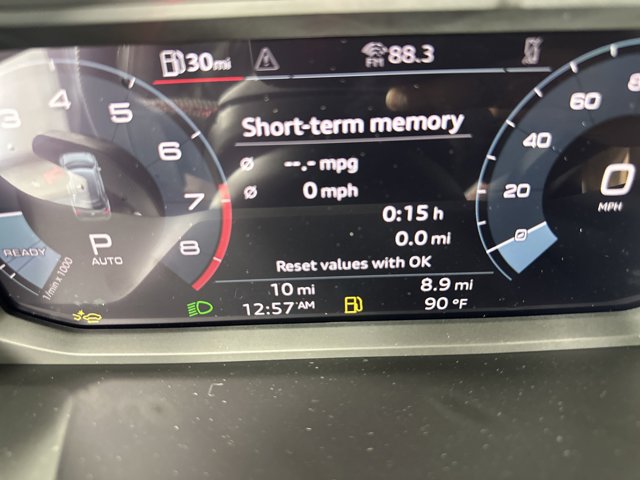 30mi
FM 88.3
Short-term memory
Ø --.- mpg
Ø 0 mph
0:15 h
0.0 mi
Reset values with OK
10 mi 8.9 mi
12:57AM 90 °F
3
4
5
6
7
8
1/min x 1000
READY
P
AUTO
0
20
40
60
8
0
MPH